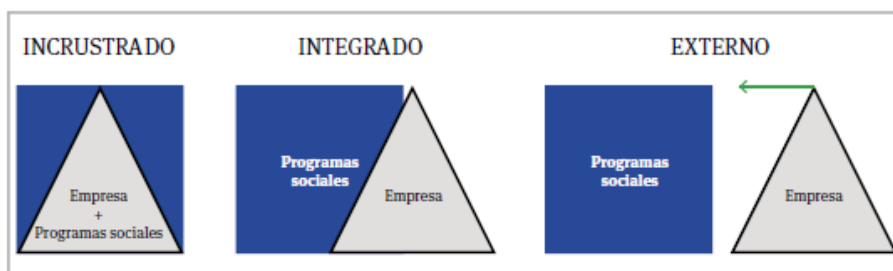 INCRUSTRADO
Empresa
+
Programas sociales
INTEGRADO
Programas
sociales
Empresa
EXTERNO
Programas
sociales
Empresa